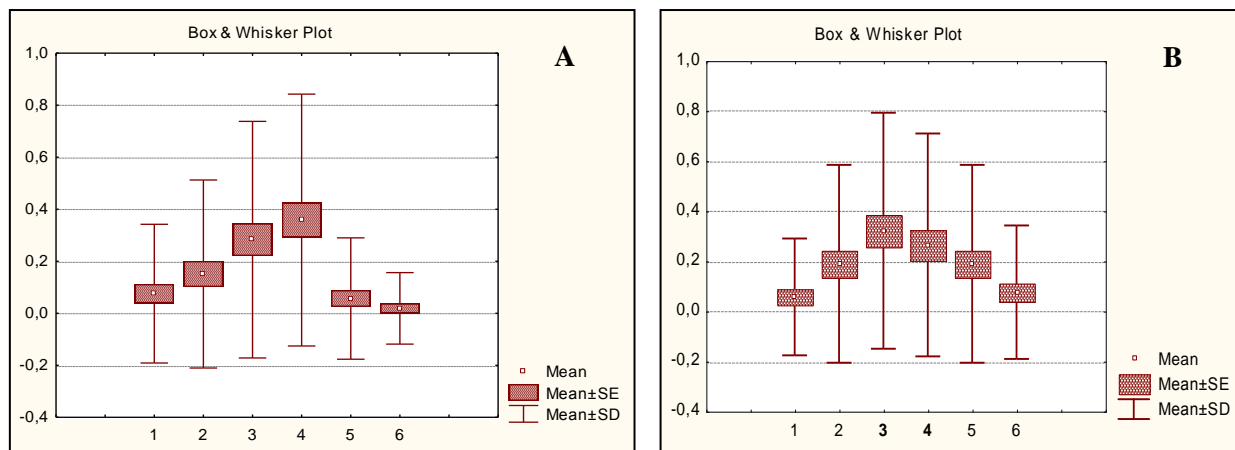 Box & Whisker Plot
A
1,0
0,8
0,6
0,4
0,2
0,0
-0,2
-0,4
1 2 3 4 5 6
Mean
Mean±SE
Mean±SD
Box & Whisker Plot
B
1,0
0,8
0,6
0,4
0,2
0,0
-0,2
-0,4
1 2 3 4 5 6
Mean
Mean±SE
Mean±SD